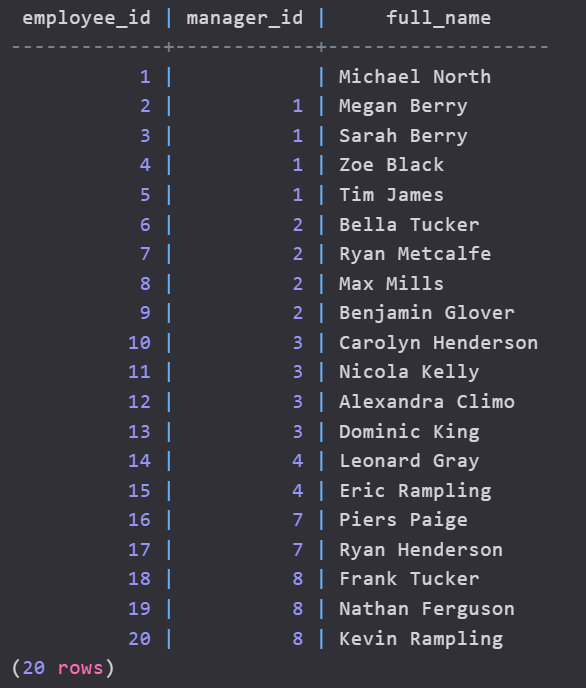 employee_id | manager_id |     full_name
-------------+------------+-------------------
           1 |            | Michael North
           2 |          1 | Megan Berry
           3 |          1 | Sarah Berry
           4 |          1 | Zoe Black
           5 |          1 | Tim James
           6 |          2 | Bella Tucker
           7 |          2 | Ryan Metcalfe
           8 |          2 | Max Mills
           9 |          2 | Benjamin Glover
          10 |          3 | Carolyn Henderson
          11 |          3 | Nicola Kelly
          12 |          3 | Alexandra Climo
          13 |          3 | Dominic King
          14 |          4 | Leonard Gray
          15 |          4 | Eric Rampling
          16 |          7 | Piers Paige
          17 |          7 | Ryan Henderson
          18 |          8 | Frank Tucker
          19 |          8 | Nathan Ferguson
          20 |          8 | Kevin Rampling
(20 rows)